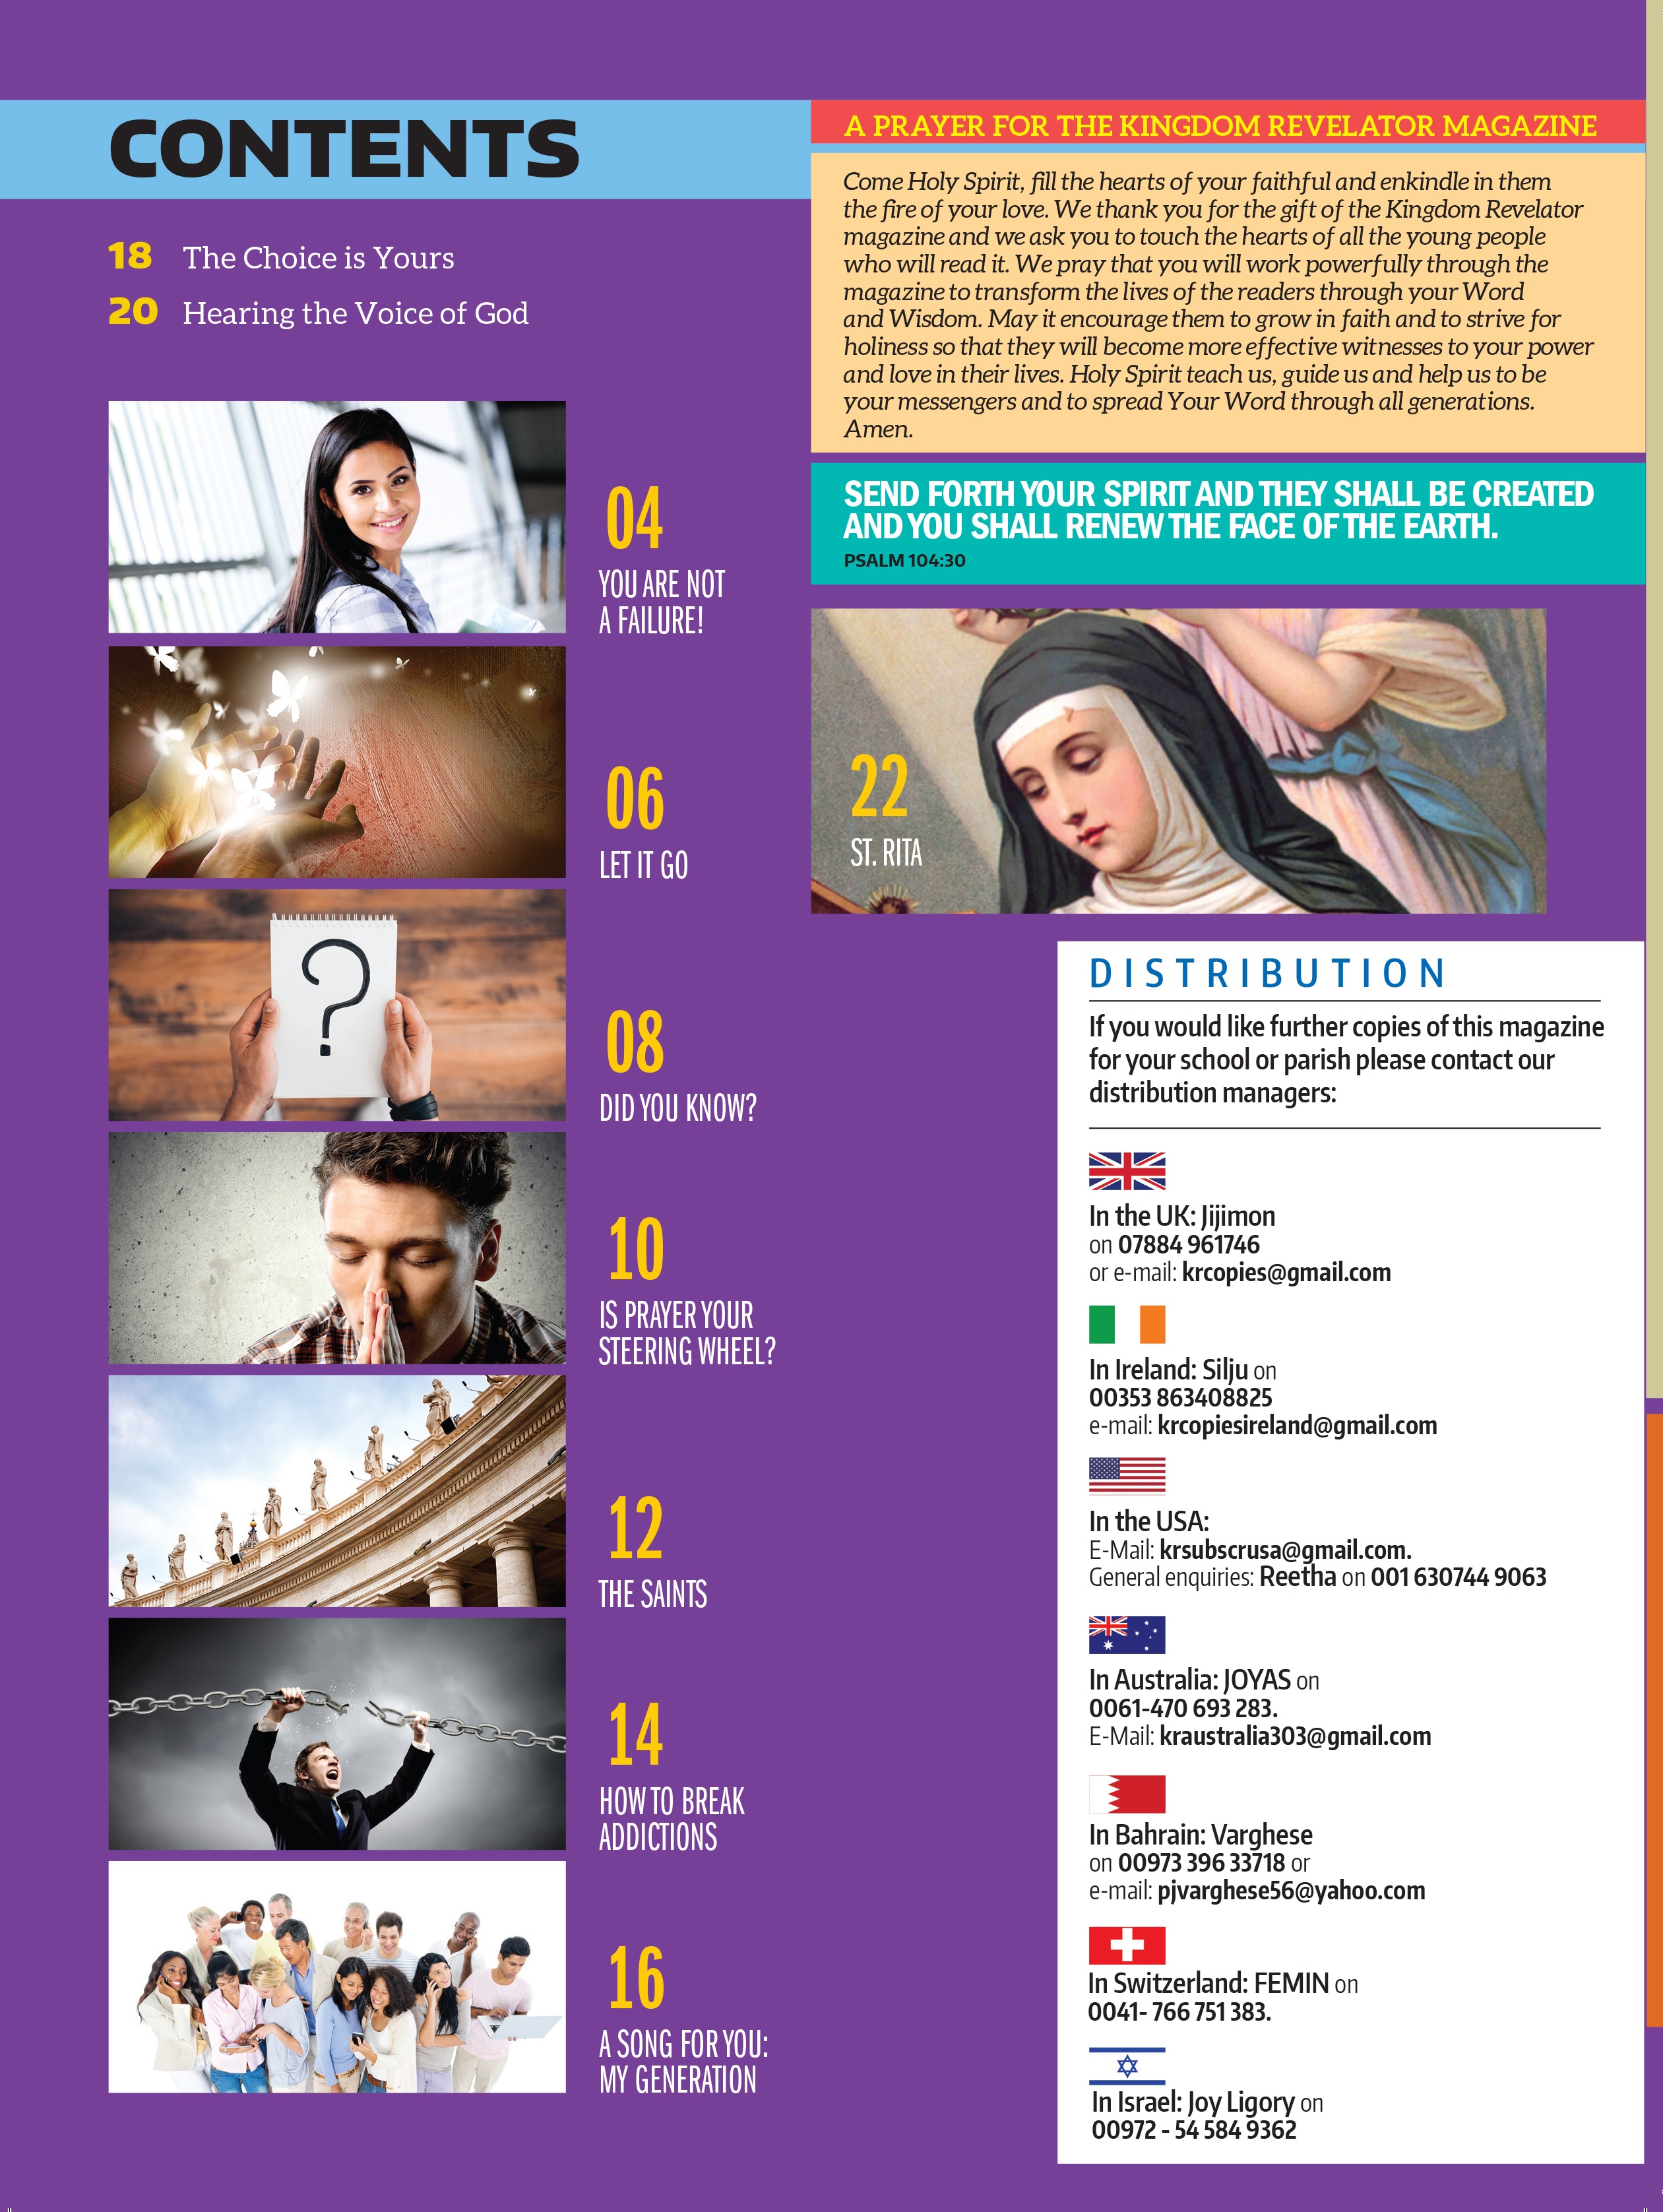 CONTENTS
18 The Choice is Yours
20 Hearing the Voice of God
04
YOU ARE NOT
A FAILURE!
06
LET IT GO
?
08
DID YOU KNOW?
10
IS PRAYER YOUR
STEERING WHEEL?
12
THE SAINTS
14
HOW TO BREAK
ADDICTIONS
16
A SONG FOR YOU:
MY GENERATION
A PRAYER FOR THE KINGDOM REVELATOR MAGAZINE
Come Holy Spirit, fill the hearts of your faithful and enkindle in them
the fire of your love. We thank you for the gift of the Kingdom Revelator
magazine and we ask you to touch the hearts of all the young people
who will read it. We pray that you will work powerfully through the
magazine to transform the lives of the readers through your Word
and Wisdom. May it encourage them to grow in faith and to strive for
holiness so that they will become more effective witnesses to your power
and love in their lives. Holy Spirit teach us, guide us and help us to be
your messengers and to spread Your Word through all generations.
Amen.
SEND FORTH YOUR SPIRIT AND THEY SHALL BE CREATED
AND YOU SHALL RENEW THE FACE OF THE EARTH.
PSALM 104:30
22
ST. RITA
DISTRIBUTION
If you would like further copies of this magazine
for your school or parish please contact our
distribution managers:
In the UK: Jijimon
on 07884 961746
or e-mail: krcopies@gmail.com
In Ireland: Silju on
00353 863408825
e-mail: krcopiesireland@gmail.com
In the USA:
E-Mail: krsubscrusa@gmail.com.
General enquiries: Reetha on 001 630744 9063
In Australia: JOYAS on
0061-470 693 283.
E-Mail: kraustralia303@gmail.com
In Bahrain: Varghese
on 00973 396 33718 or
e-mail: pjvarghese56@yahoo.com
In Switzerland: FEMIN on
0041- 766 751 383.
In Israel: Joy Ligory on
00972 - 54 584 9362